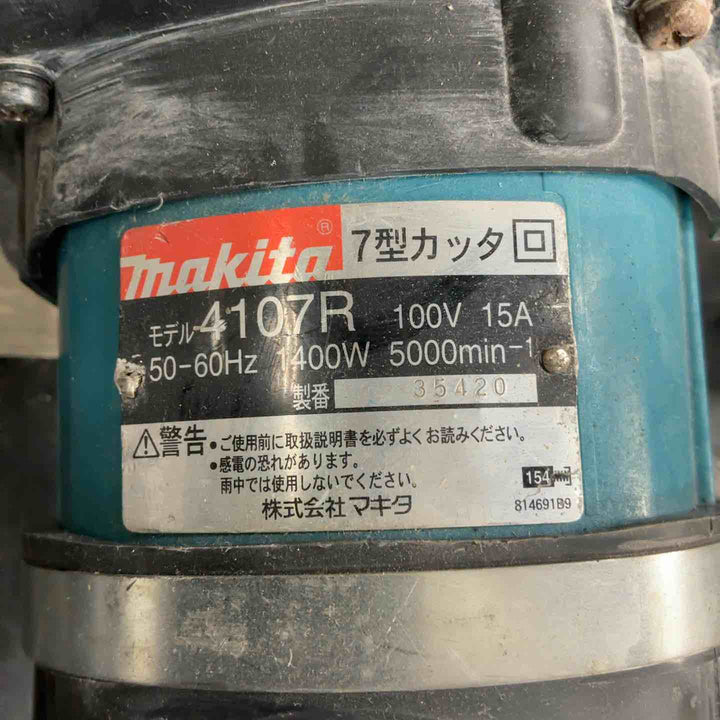 makita® 7型カッタ
モデル 4107R 100V 15A
50-60Hz 1400W 5000min-1
製番 35420
⚠警告 •ご使用前に取扱説明書を必ずよくお読みください。
•感電の恐れがあります。
雨中では使用しないでください。
154
株式会社 マキタ 814691B9